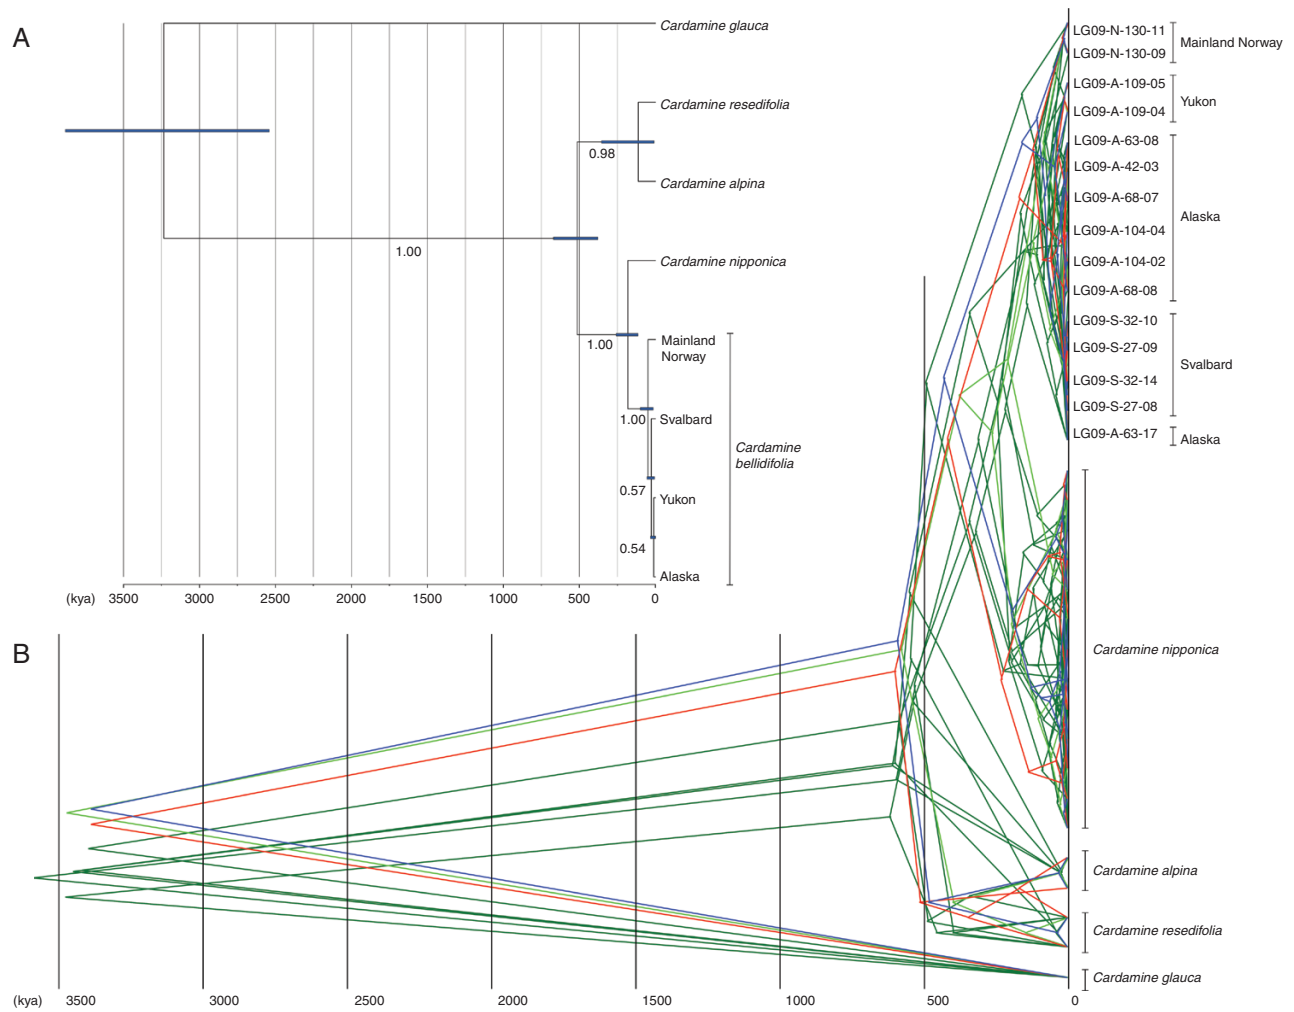 A
Cardamine glauca
Cardamine resedifolia
0.98
Cardamine alpina
1.00
Cardamine nipponica
1.00
Mainland
Norway
1.00
Svalbard
Cardamine
bellidifolia
0.57
Yukon
0.54
Alaska
(kya) 3500 3000 2500 2000 1500 1000 500 0
B
LG09-N-130-11
Mainland Norway
LG09-N-130-09
LG09-A-109-05
Yukon
LG09-A-109-04
LG09-A-63-08
LG09-A-42-03
LG09-A-68-07
Alaska
LG09-A-104-04
LG09-A-104-02
LG09-A-68-08
LG09-S-32-10
LG09-S-27-09
Svalbard
LG09-S-32-14
LG09-S-27-08
LG09-A-63-17 Alaska
Cardamine nipponica
Cardamine alpina
Cardamine resedifolia
Cardamine glauca
(kya) 3500 3000 2500 2000 1500 1000 500 0